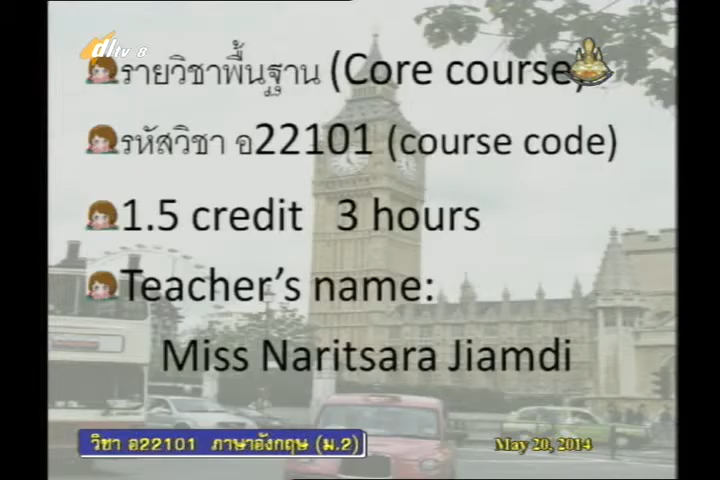 dltv 8
รายวิชาพื้นฐาน (Core course)
รหัสวิชา อ22101 (course code)
1.5 credit 3 hours
Teacher's name:
Miss Naritsara Jiamdi
วิชา อ22101 ภาษาอังกฤษ (ม.2)
May 20, 2014